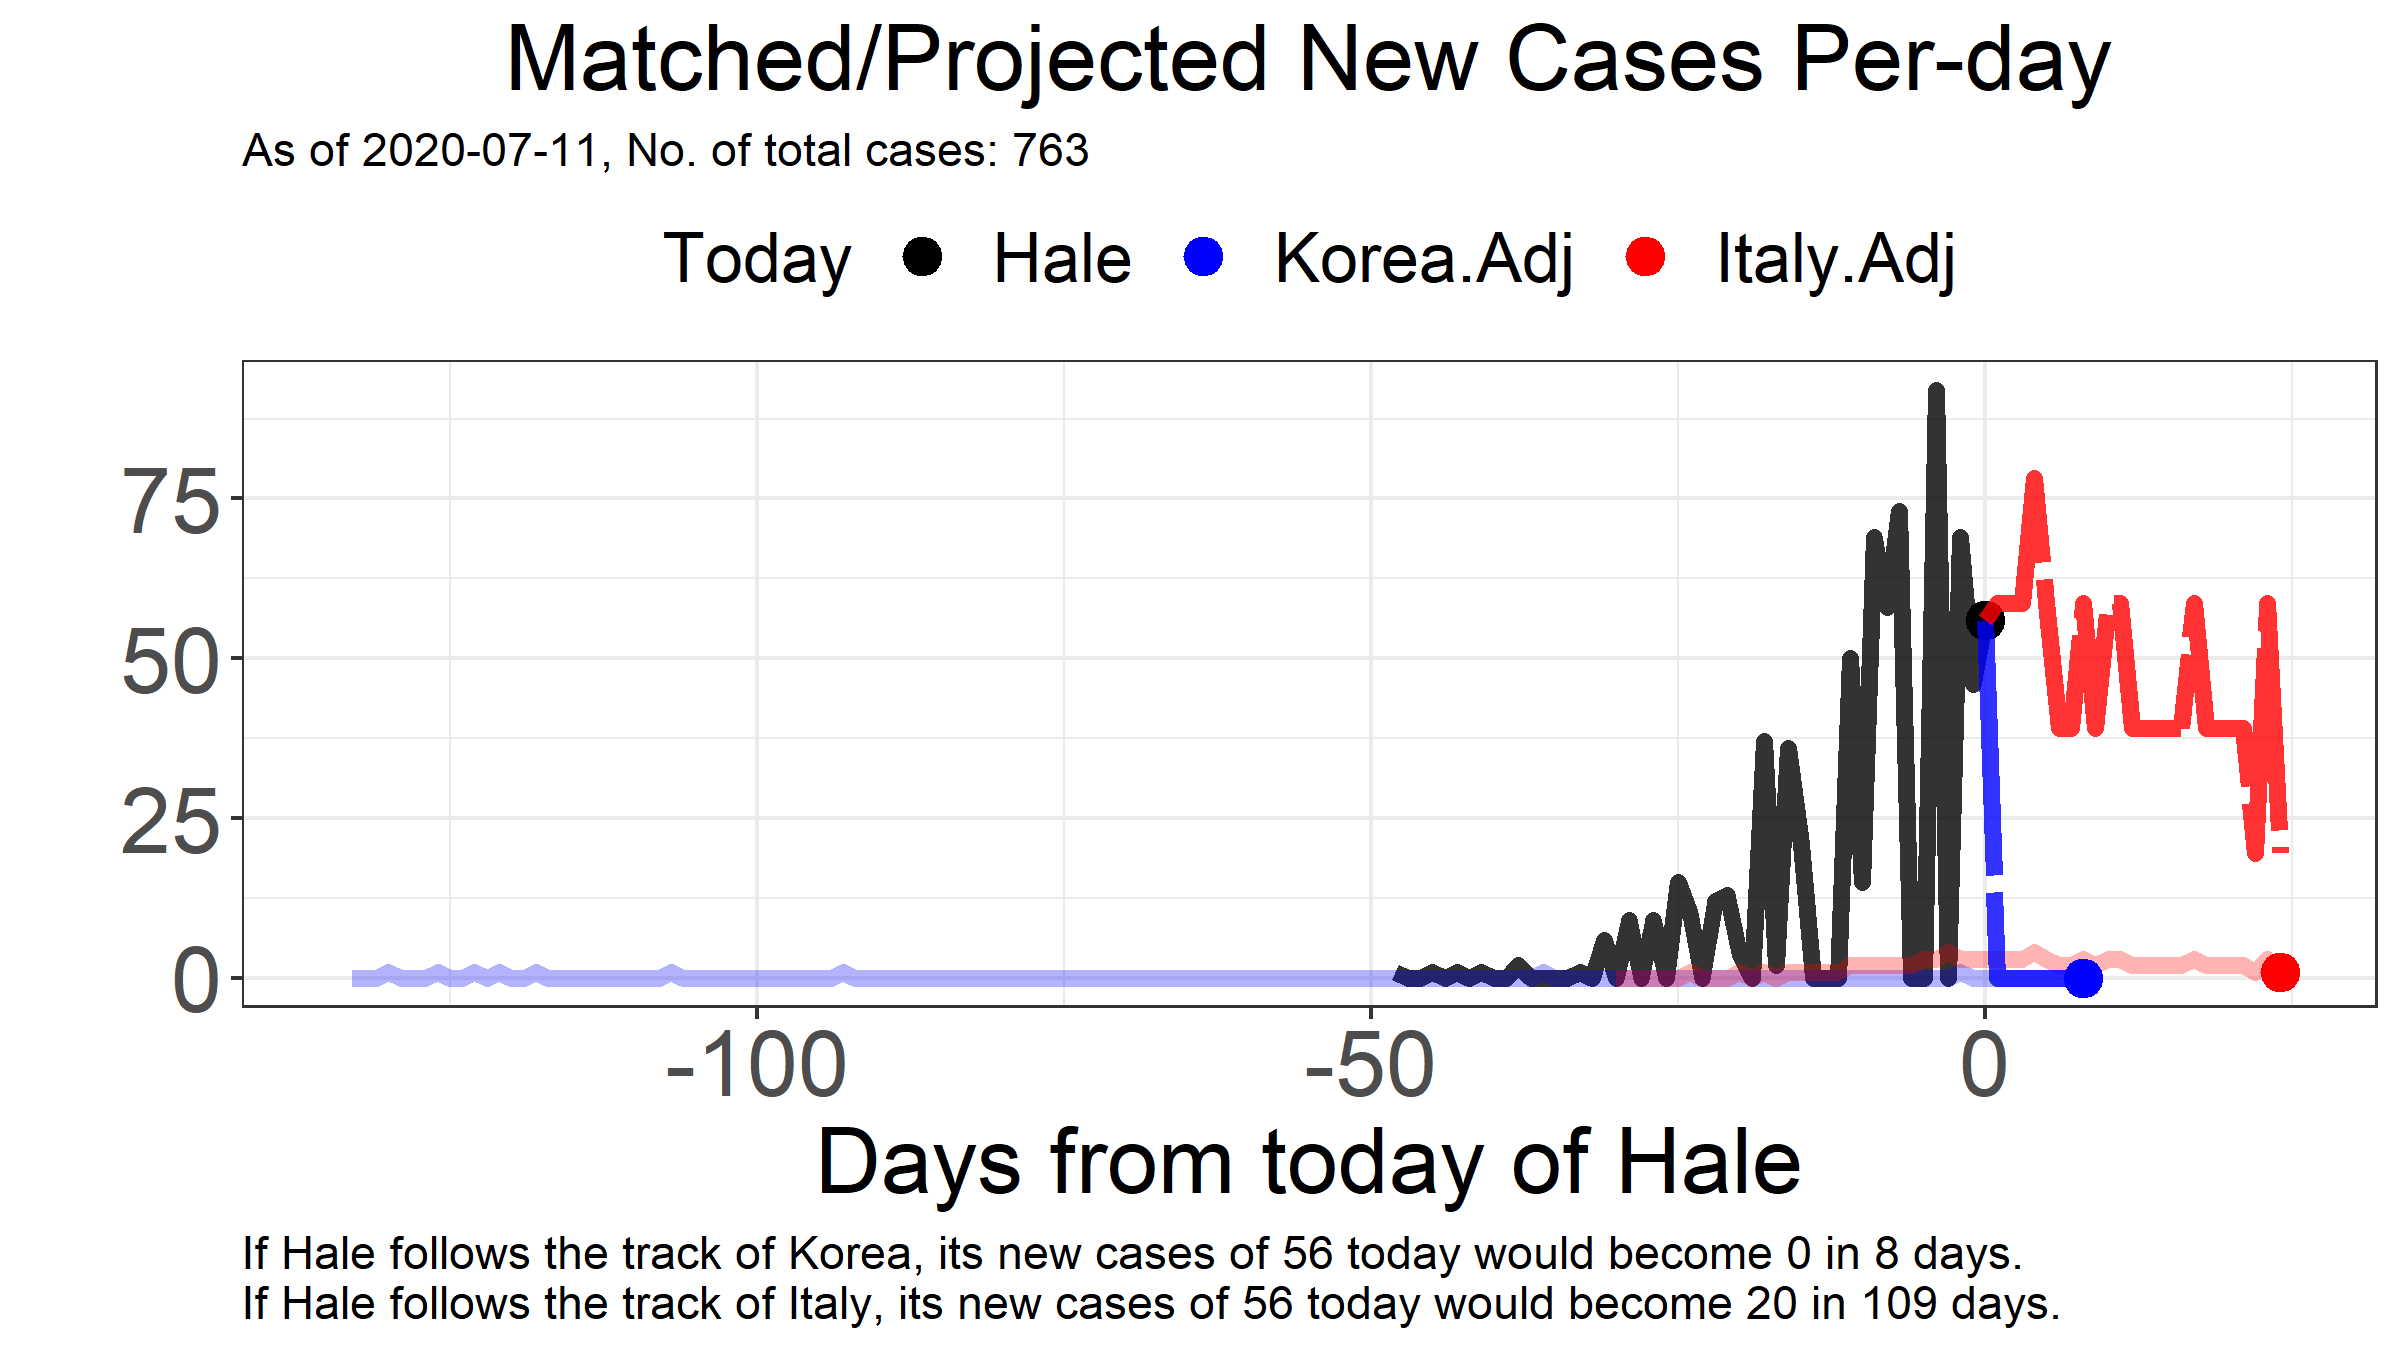 Matched/Projected New Cases Per-day
As of 2020-07-11, No. of total cases: 763
Today Hale Korea.Adj Italy.Adj
75
50
25
0
-100 -50 0
Days from today of Hale
If Hale follows the track of Korea, its new cases of 56 today would become 0 in 8 days.
If Hale follows the track of Italy, its new cases of 56 today would become 20 in 109 days.